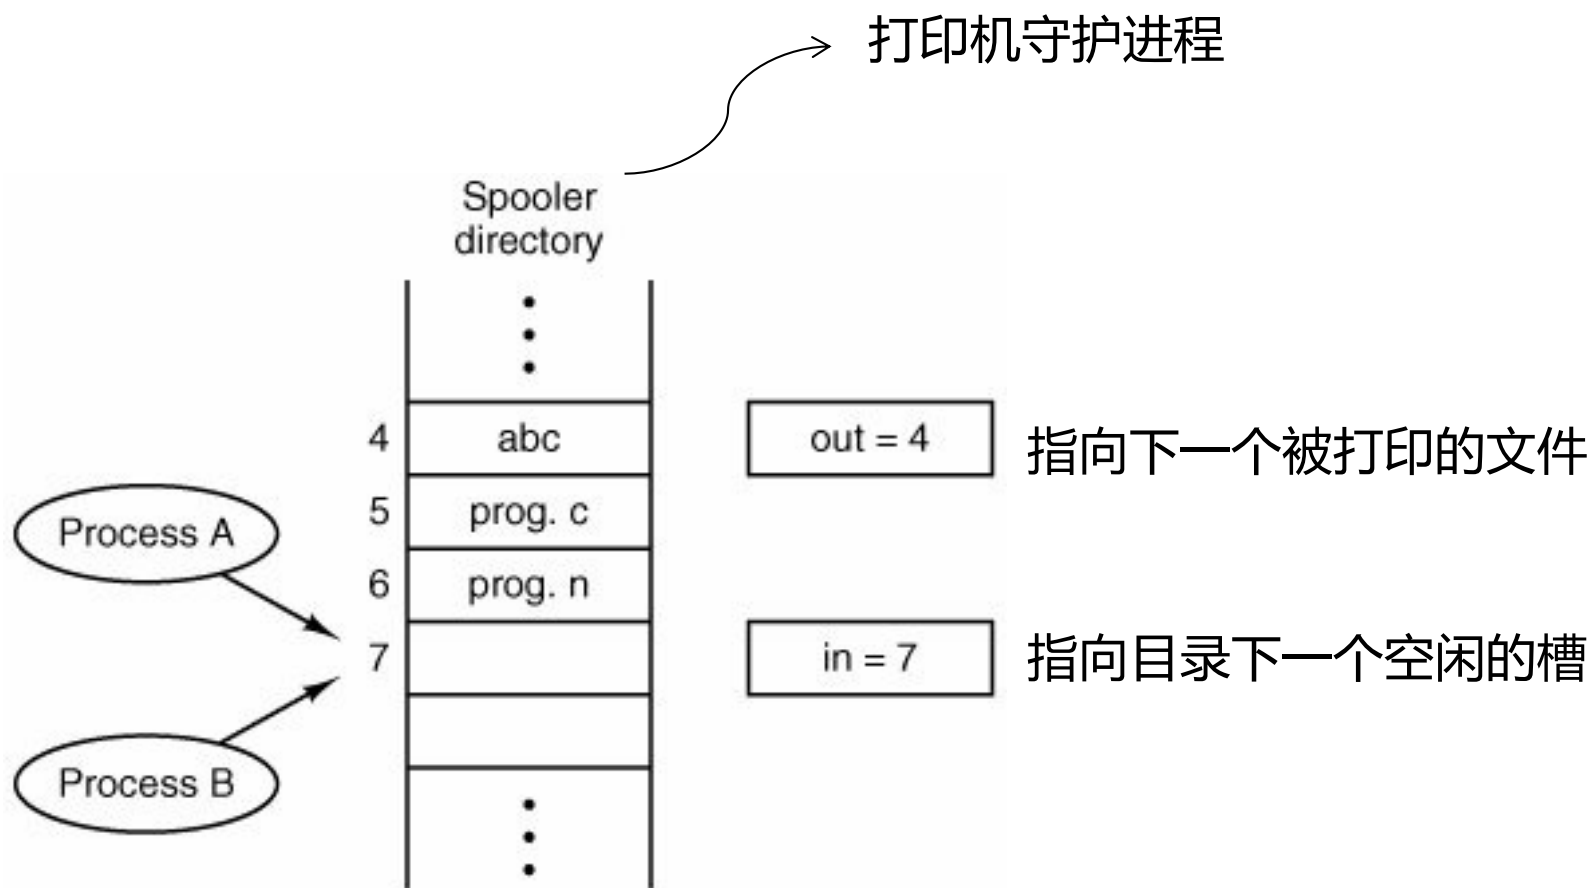 打印机守护进程
Spooler
directory
4 abc out = 4 指向下一个被打印的文件
5 prog. c
Process A
6 prog. n
7 in = 7 指向目录下一个空闲的槽
Process B